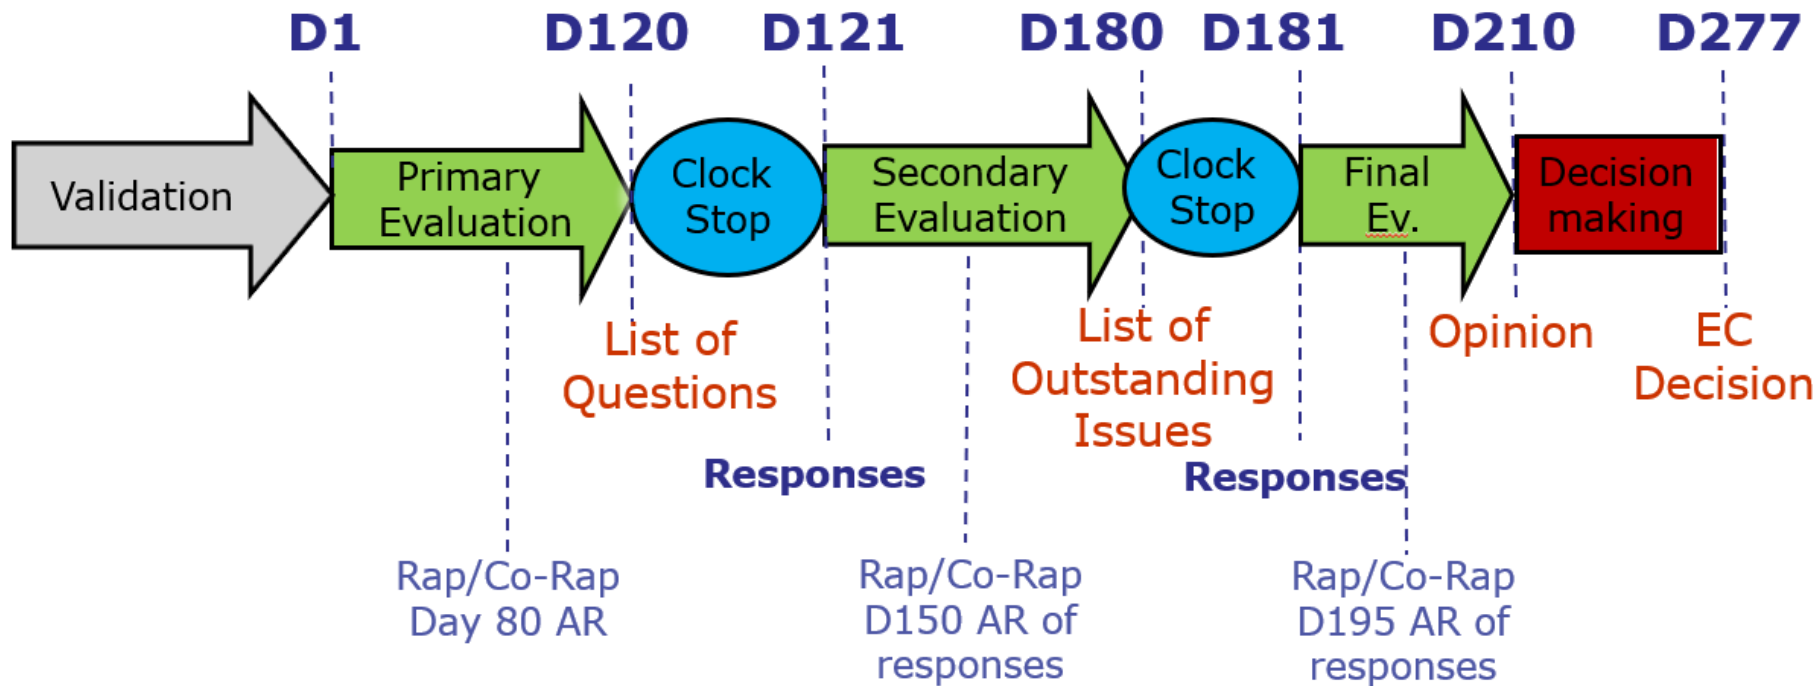 D1
D120
D121
D180
D181
D210
D277
Validation
Primary
Evaluation
Clock
Stop
Secondary
Evaluation
Clock
Stop
Final
Ev.
Decision
making
List of
Questions
List of
Outstanding
Issues
Opinion
EC
Decision
Responses
Responses
Rap/Co-Rap
Day 80 AR
Rap/Co-Rap
D150 AR of
responses
Rap/Co-Rap
D195 AR of
responses